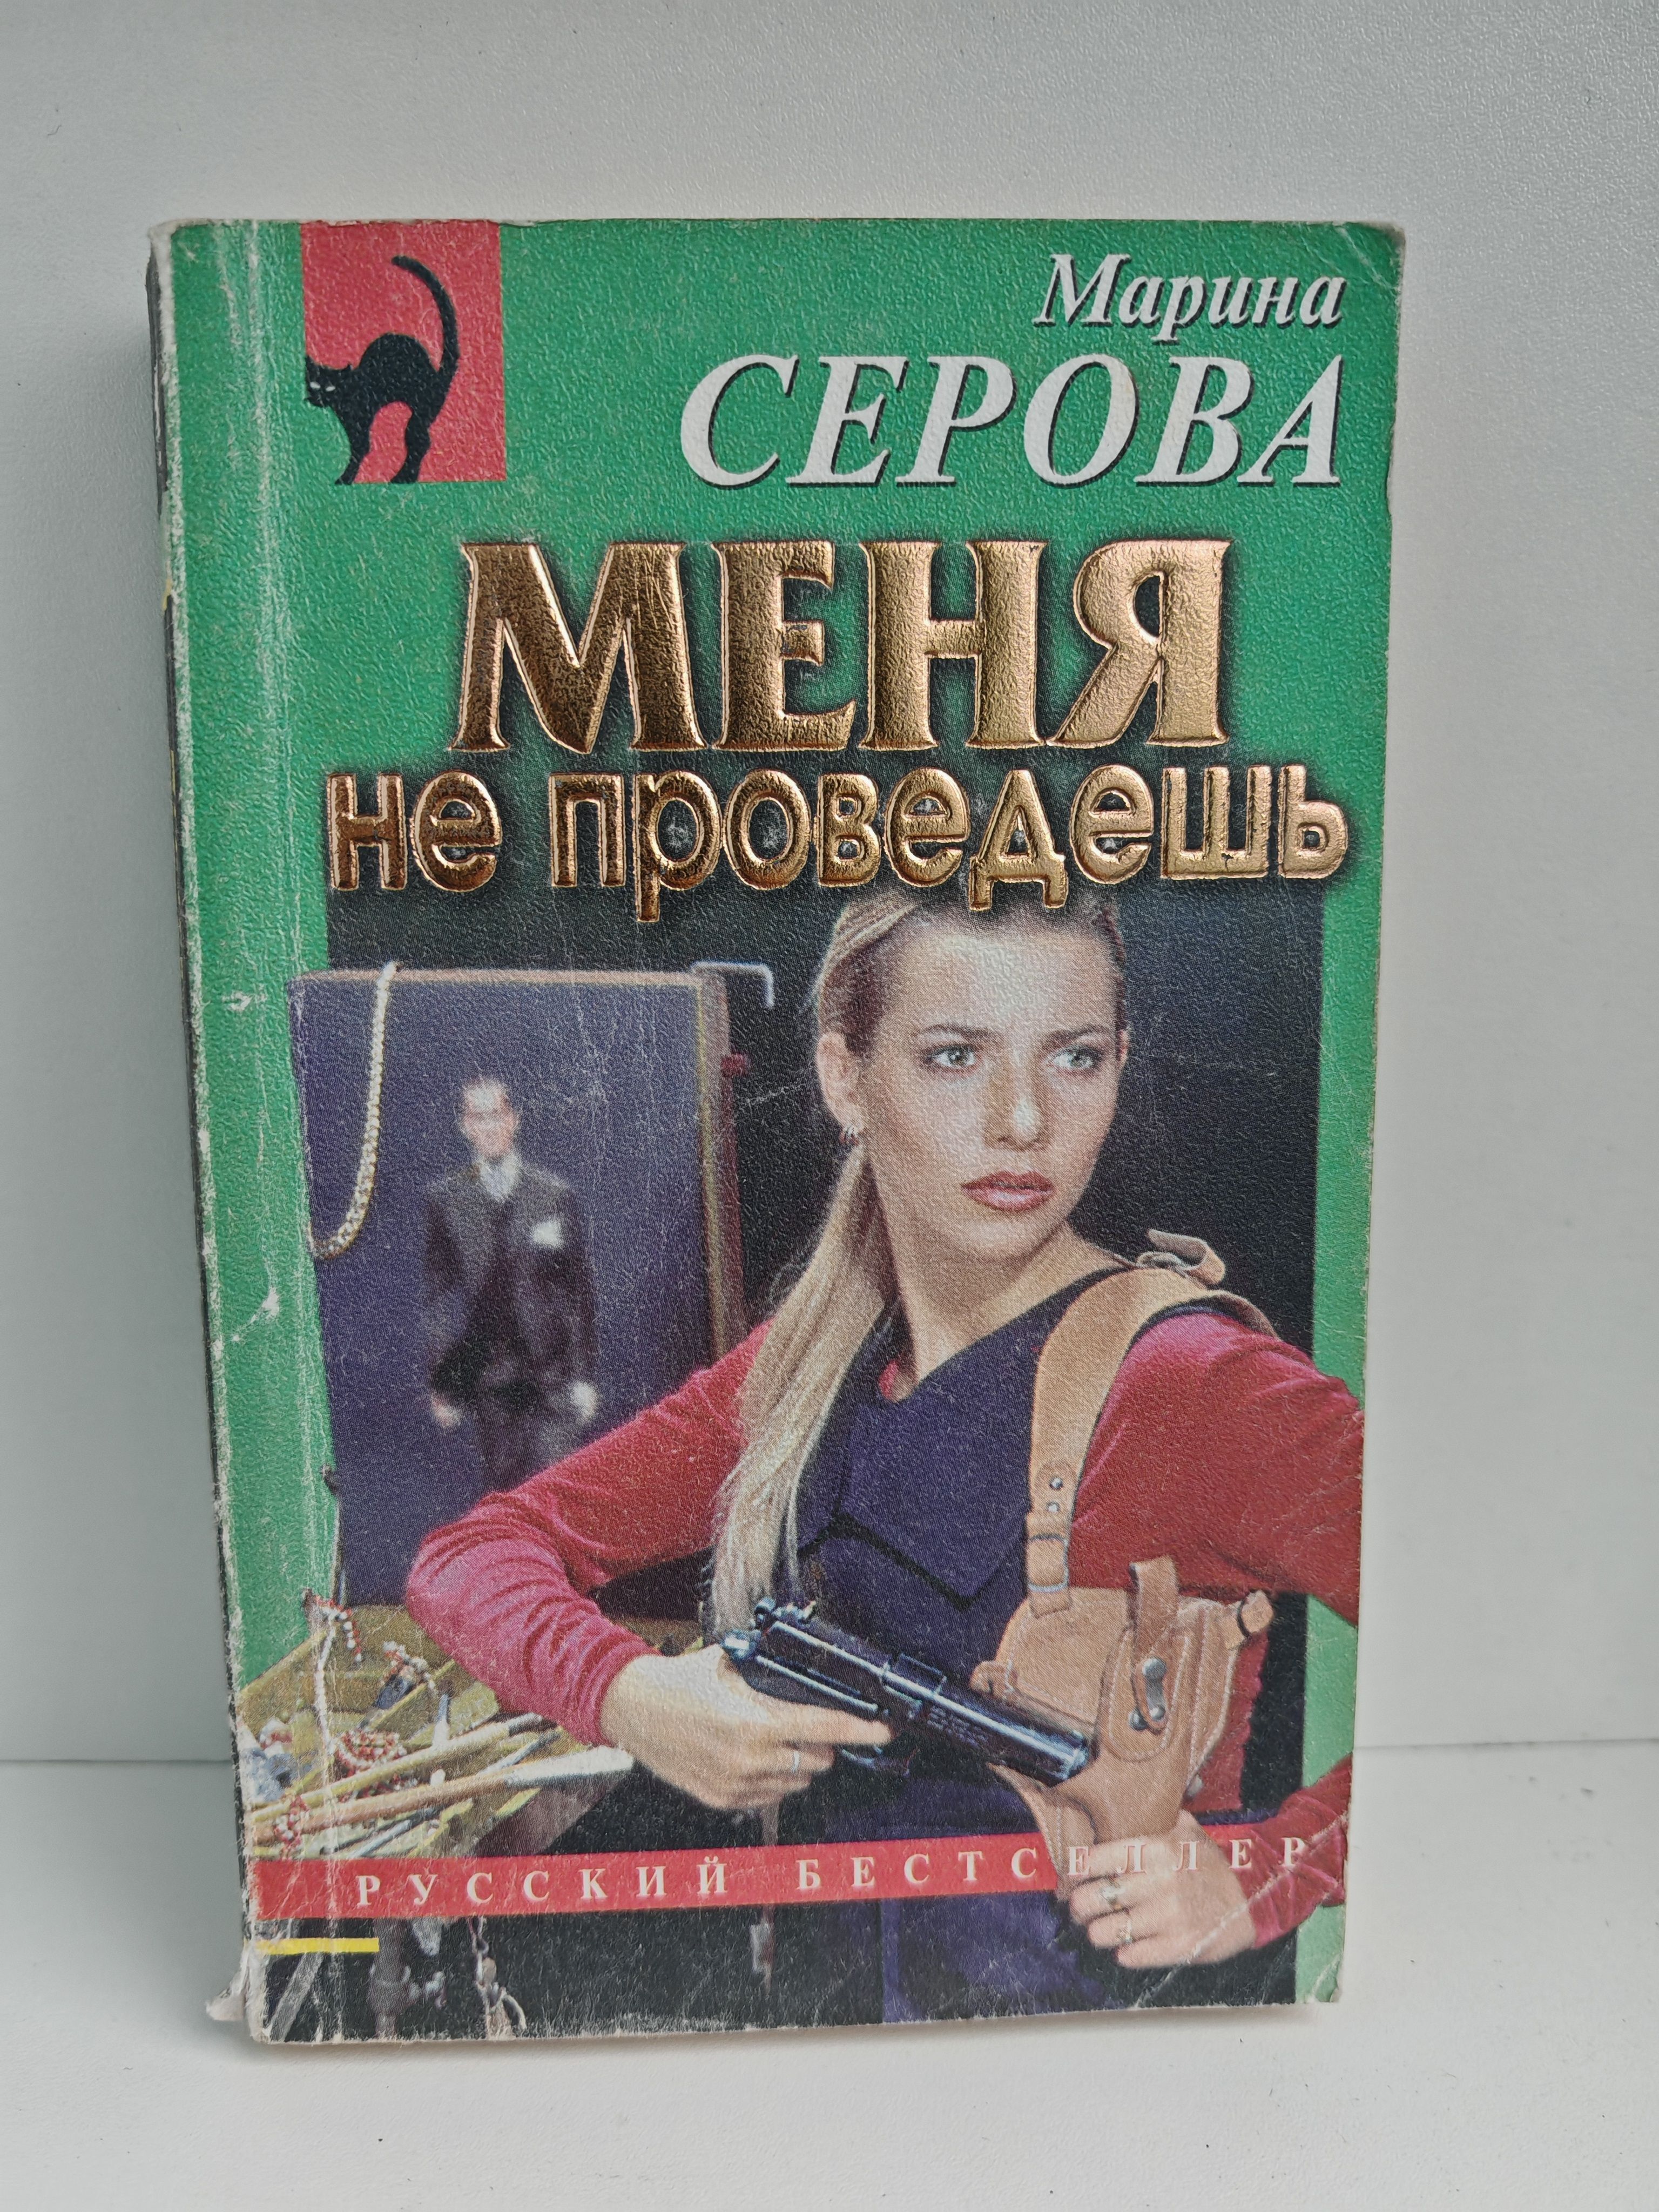 Марина
СЕРОВА
МЕНЯ
не проведешь
РУССКИЙ БЕСТСЕЛЛЕР